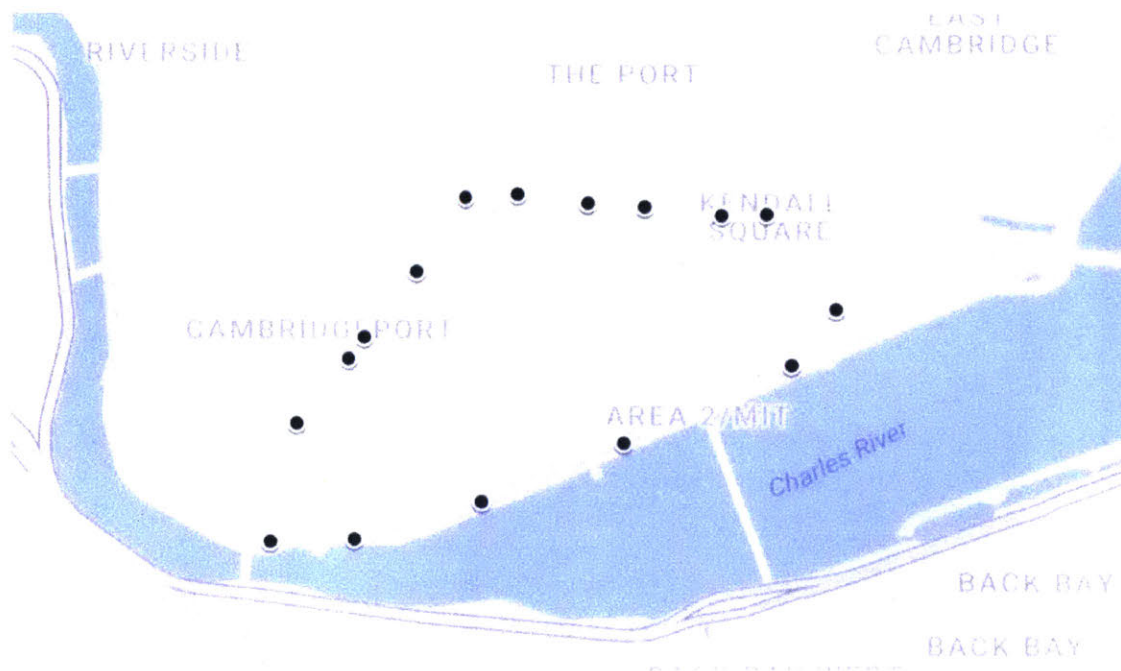 EAST
CAMBRIDGE
RIVERSIDE
THE PORT
KENDALL
SQUARE
CAMBRIDGEPORT
AREA 2/MIT
Charles River
BACK BAY
BACK BAY